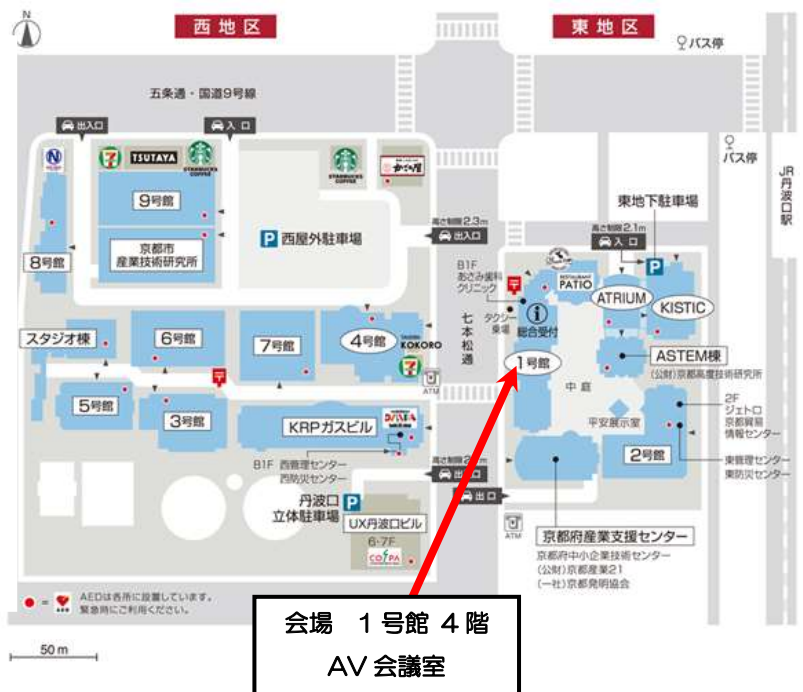 N
西地区
東地区
バス停
五条通・国道9号線
出入口
入口
バス停
JR丹波口駅
TSUTAYA
STARBUCKS COFFEE
STARBUCKS COFFEE
かごの屋
9号館
京都市
産業技術研究所
8号館
P 西屋外駐車場
高さ制限2.3m
出入口
東地下駐車場
高さ制限2.1m
入口
P
B1F
あさみ歯科
クリニック
RESTAURANT
PATIO
ATRIUM
KISTIC
タクシー
乗場
総合受付
七本松通
スタジオ棟
6号館
7号館
4号館
KOKORO
ATM
1号館
ASTEM棟
(公財)京都高度技術研究所
中庭
5号館
3号館
KRPガスビル
B1F 西管理センター
西防災センター
平安展示室
2F
ジェトロ
京都貿易
情報センター
2号館
東管理センター
東防災センター
出入口
出口
丹波口
立体駐車場
P
UX丹波口ビル
6-7F
COSPA
ATM
京都府産業支援センター
京都府中小企業技術センター
(公財)京都産業21
(一社)京都発明協会
= AED
AEDは各所に設置しています。
緊急時にご利用ください。
会場 1号館 4階
AV会議室
50 m